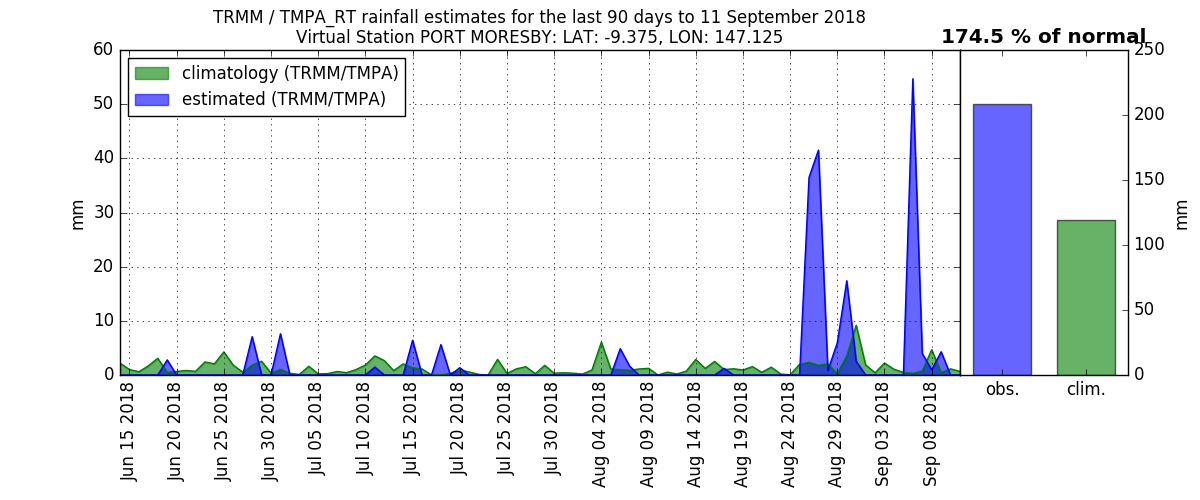 TRMM / TMPA_RT rainfall estimates for the last 90 days to 11 September 2018
Virtual Station PORT MORESBY: LAT: -9.375, LON: 147.125
174.5 % of normal
climatology (TRMM/TMPA)
estimated (TRMM/TMPA)
60
50
40
30
20
10
0
mm
Jun 15 2018
Jun 20 2018
Jun 25 2018
Jun 30 2018
Jul 05 2018
Jul 10 2018
Jul 15 2018
Jul 20 2018
Jul 25 2018
Jul 30 2018
Aug 04 2018
Aug 09 2018
Aug 14 2018
Aug 19 2018
Aug 24 2018
Aug 29 2018
Sep 03 2018
Sep 08 2018
obs.
clim.
250
200
150
100
50
0
mm